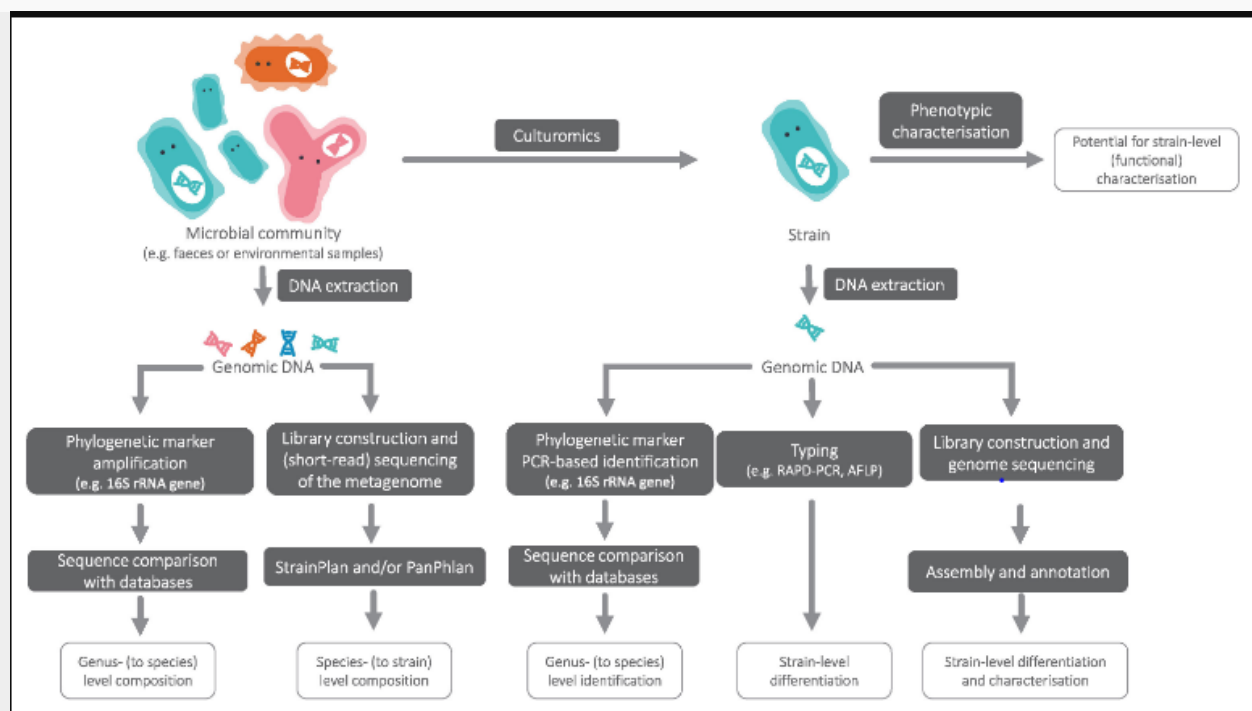 Culturomics
Phenotypic
characterisation
Potential for strain-level
(functional)
characterisation
Microbial community
(e.g. faeces or environmental samples)
Strain
DNA extraction
DNA extraction
Genomic DNA
Genomic DNA
Phylogenetic marker
amplification
(e.g. 16S rRNA gene)
Library construction and
(short-read) sequencing
of the metagenome
Phylogenetic marker
PCR-based identification
(e.g. 16S rRNA gene)
Typing
(e.g. RAPD-PCR, AFLP)
Library construction and
genome sequencing
Sequence comparison
with databases
StrainPlan and/or PanPhlan
Sequence comparison
with databases
Assembly and annotation
Genus- (to species)
level composition
Species- (to strain)
level composition
Genus- (to species)
level identification
Strain-level
differentiation
Strain-level differentiation
and characterisation